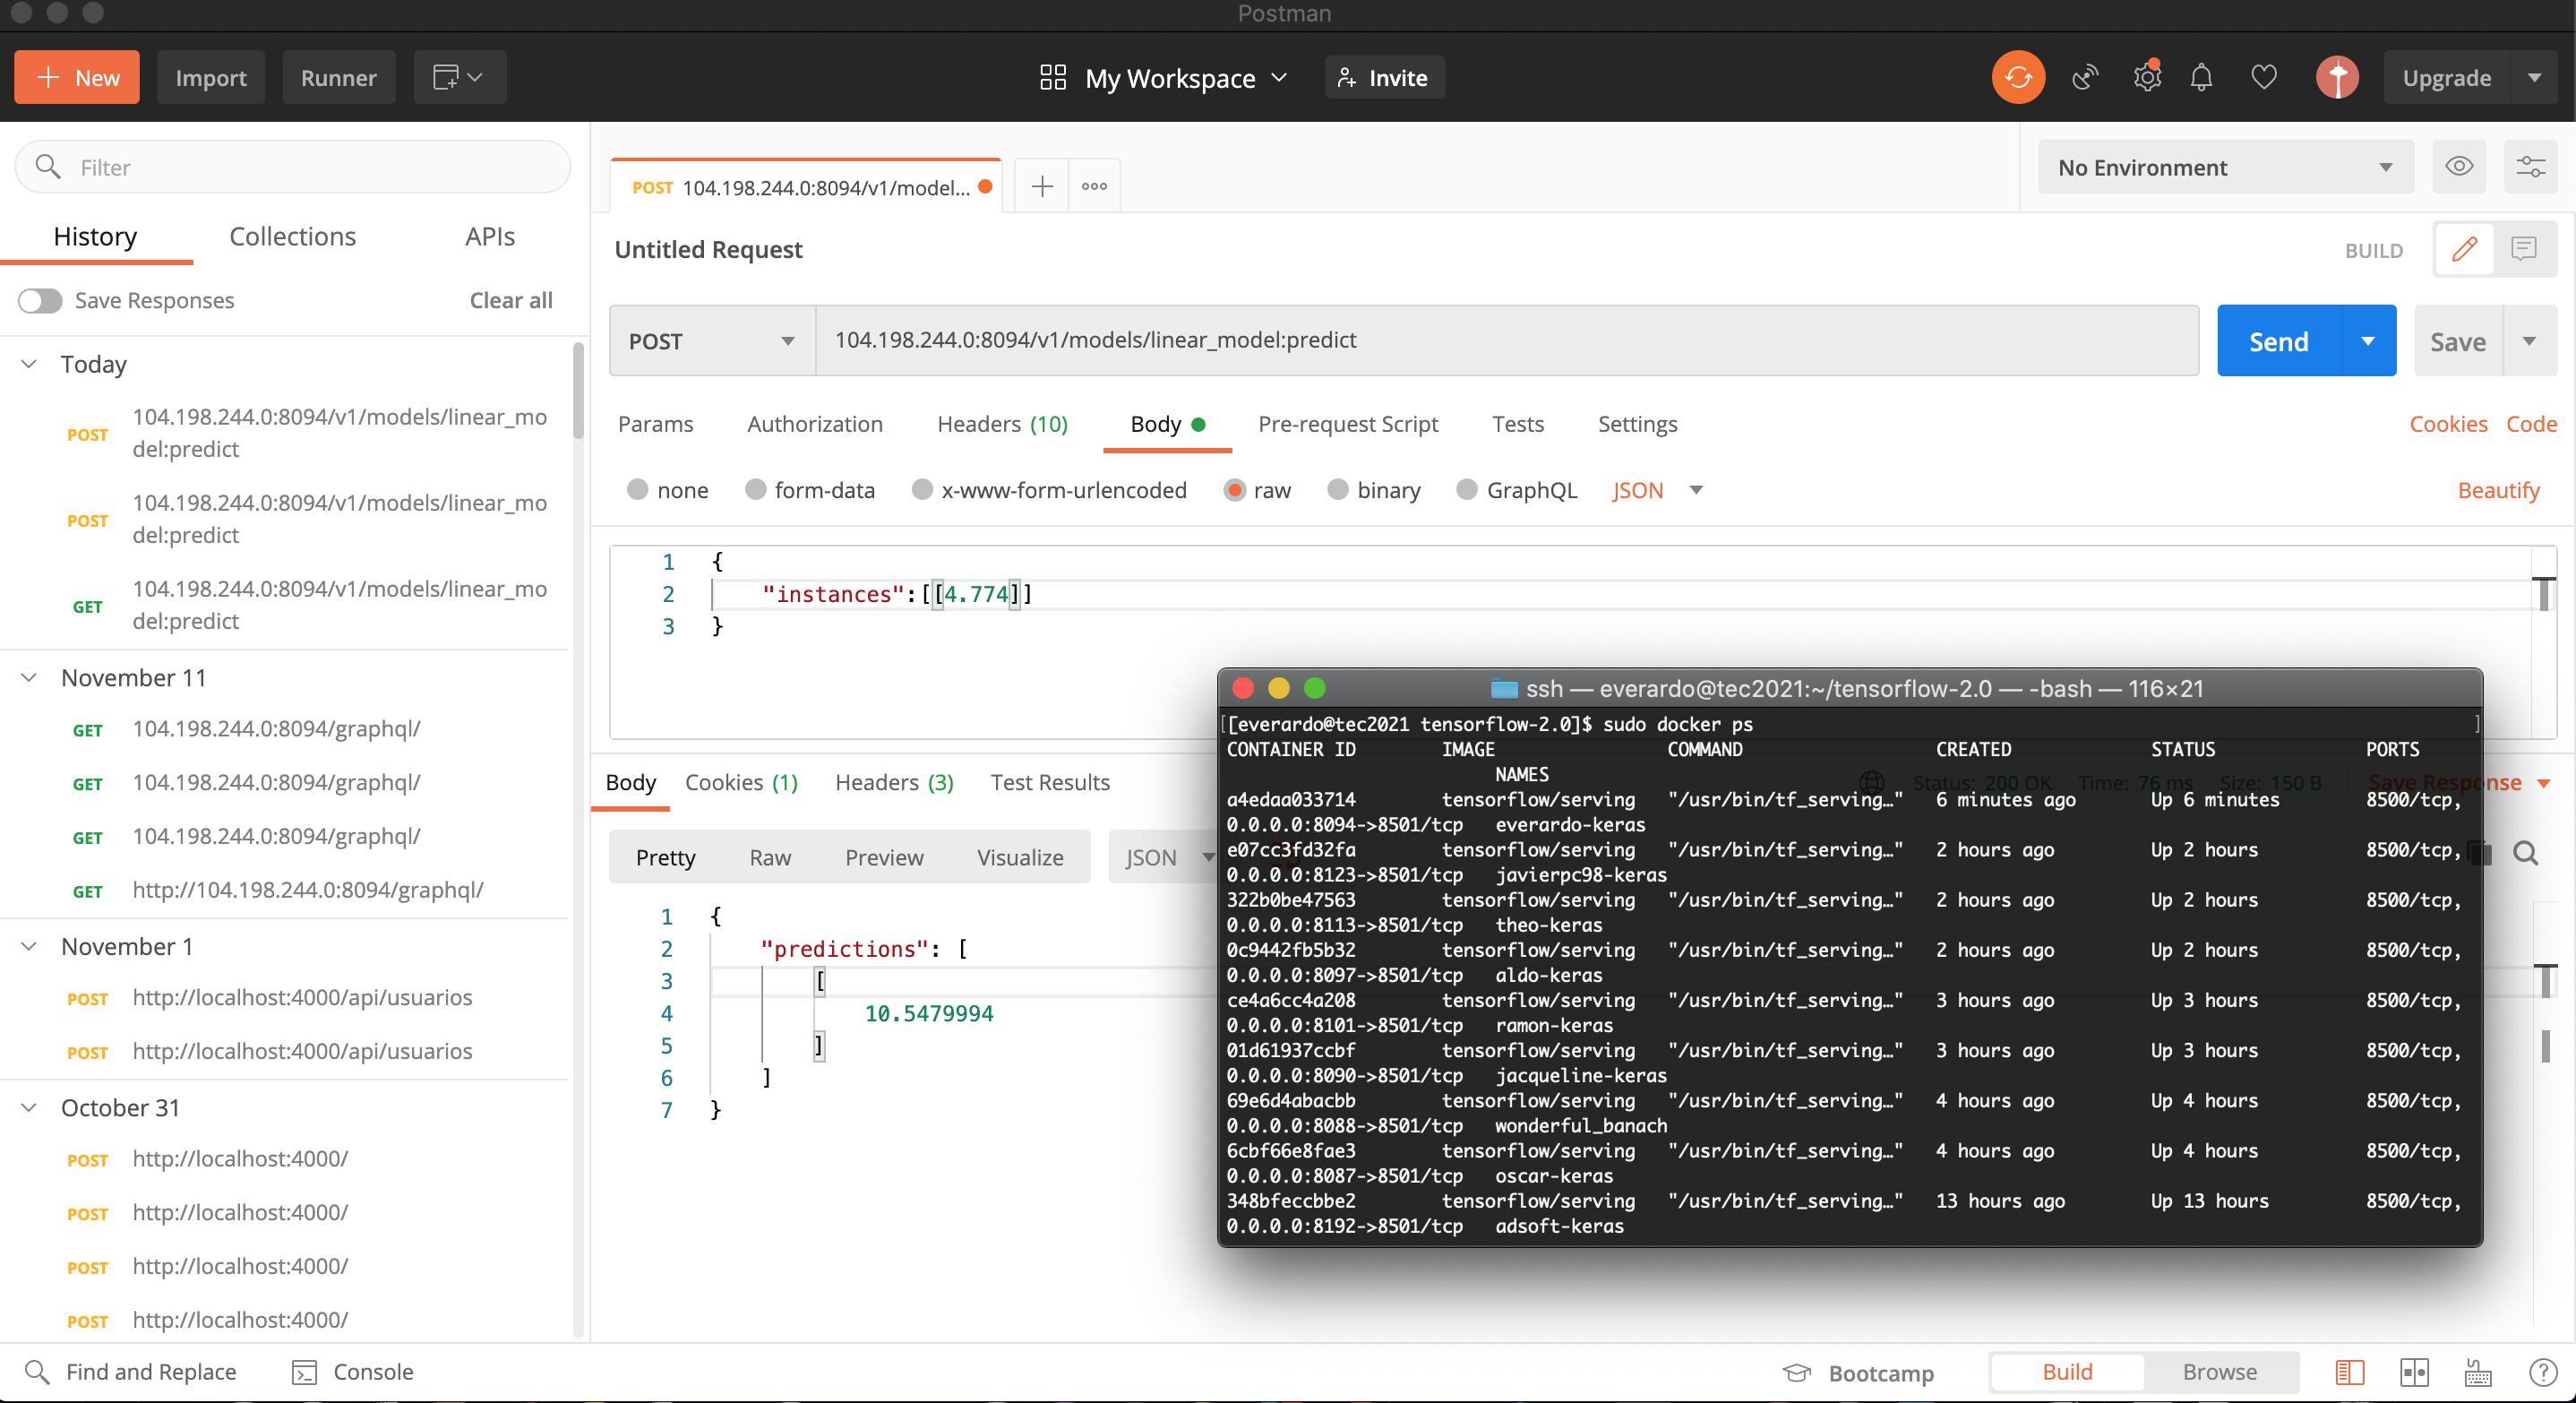 Postman
New
Import
Runner
My Workspace
Invite
Upgrade
Filter
History
Collections
APIs
Save Responses
Clear all
Today
POST 104.198.244.0:8094/v1/models/linear_mo
del:predict
POST 104.198.244.0:8094/v1/models/linear_mo
del:predict
GET 104.198.244.0:8094/v1/models/linear_mo
del:predict
November 11
GET 104.198.244.0:8094/graphql/
GET 104.198.244.0:8094/graphql/
GET 104.198.244.0:8094/graphql/
GET http://104.198.244.0:8094/graphql/
November 1
POST http://localhost:4000/api/usuarios
POST http://localhost:4000/api/usuarios
October 31
POST http://localhost:4000/
POST http://localhost:4000/
POST http://localhost:4000/
POST http://localhost:4000/
POST 104.198.244.0:8094/v1/model...
No Environment
Untitled Request
BUILD
POST 104.198.244.0:8094/v1/models/linear_model:predict
Send
Save
Params Authorization Headers (10) Body Pre-request Script Tests Settings
Cookies Code
none form-data x-www-form-urlencoded raw binary GraphQL JSON
Beautify
1 {
2 "instances":[[4.774]]
3 }
Body Cookies (1) Headers (3) Test Results
Status: 200 OK Time: 76 ms Size: 150 B Save Response
Pretty Raw Preview Visualize JSON
1 {
2 "predictions": [
3 [
4 10.5479994
5 ]
6 ]
7 }
ssh — everardo@tec2021:~/tensorflow-2.0 — -bash — 116×21
[[everardo@tec2021 tensorflow-2.0]$ sudo docker ps ]
CONTAINER ID IMAGE COMMAND CREATED STATUS PORTS
NAMES
a4edaa033714 tensorflow/serving "/usr/bin/tf_serving…" 6 minutes ago Up 6 minutes 8500/tcp,
0.0.0.0:8094->8501/tcp everardo-keras
e07cc3fd32fa tensorflow/serving "/usr/bin/tf_serving…" 2 hours ago Up 2 hours 8500/tcp,
0.0.0.0:8123->8501/tcp javierpc98-keras
322b0be47563 tensorflow/serving "/usr/bin/tf_serving…" 2 hours ago Up 2 hours 8500/tcp,
0.0.0.0:8113->8501/tcp theo-keras
0c9442fb5b32 tensorflow/serving "/usr/bin/tf_serving…" 2 hours ago Up 2 hours 8500/tcp,
0.0.0.0:8097->8501/tcp aldo-keras
ce4a6cc4a208 tensorflow/serving "/usr/bin/tf_serving…" 3 hours ago Up 3 hours 8500/tcp,
0.0.0.0:8101->8501/tcp ramon-keras
01d61937ccbf tensorflow/serving "/usr/bin/tf_serving…" 3 hours ago Up 3 hours 8500/tcp,
0.0.0.0:8090->8501/tcp jacqueline-keras
69e6d4abacbb tensorflow/serving "/usr/bin/tf_serving…" 4 hours ago Up 4 hours 8500/tcp,
0.0.0.0:8088->8501/tcp wonderful_banach
6cbf66e8fae3 tensorflow/serving "/usr/bin/tf_serving…" 4 hours ago Up 4 hours 8500/tcp,
0.0.0.0:8087->8501/tcp oscar-keras
348bfeccbbe2 tensorflow/serving "/usr/bin/tf_serving…" 13 hours ago Up 13 hours 8500/tcp,
0.0.0.0:8192->8501/tcp adsoft-keras
Find and Replace
Console
Bootcamp
Build
Browse